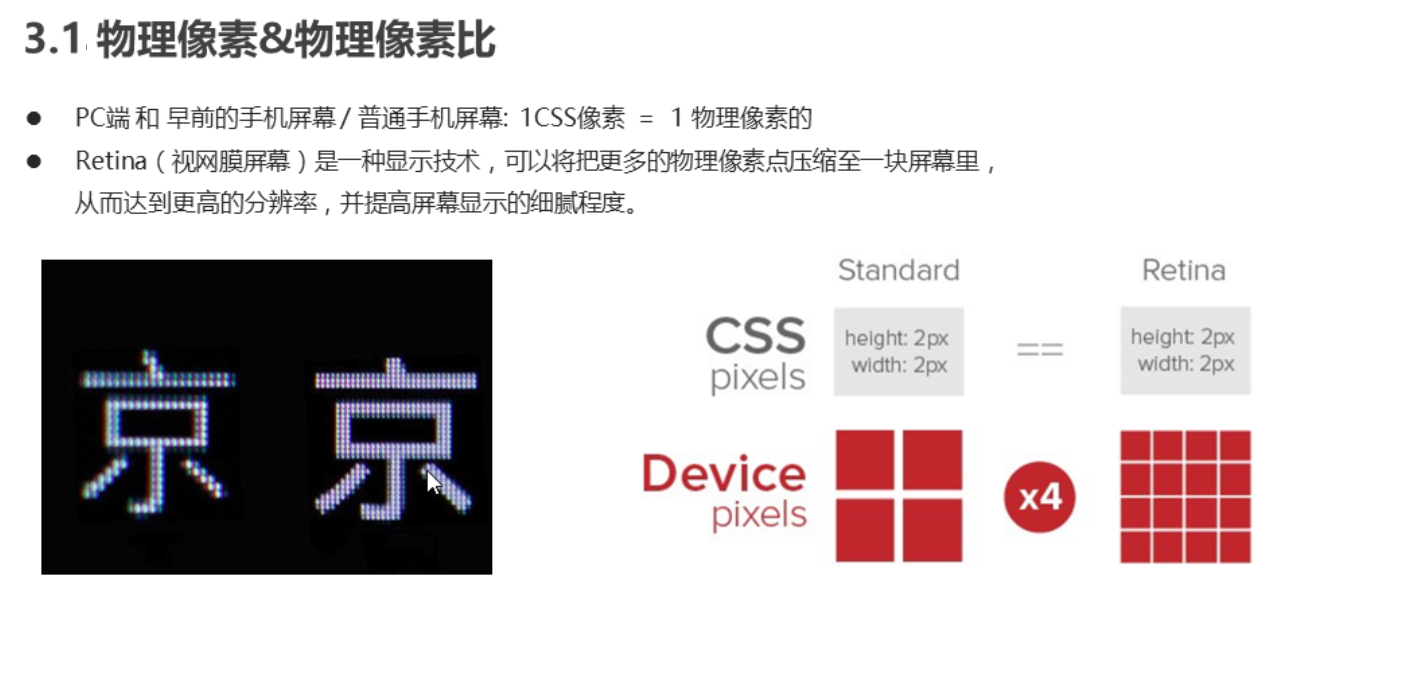 3.1 物理像素&物理像素比
● PC端 和 早前的手机屏幕 / 普通手机屏幕: 1CSS像素 = 1 物理像素的
● Retina（视网膜屏幕）是一种显示技术，可以将把更多的物理像素点压缩至一块屏幕里，
从而达到更高的分辨率，并提高屏幕显示的细腻程度。
京 京
Standard Retina
CSS
pixels
height: 2px
width: 2px
==
height: 2px
width: 2px
Device
pixels
x4